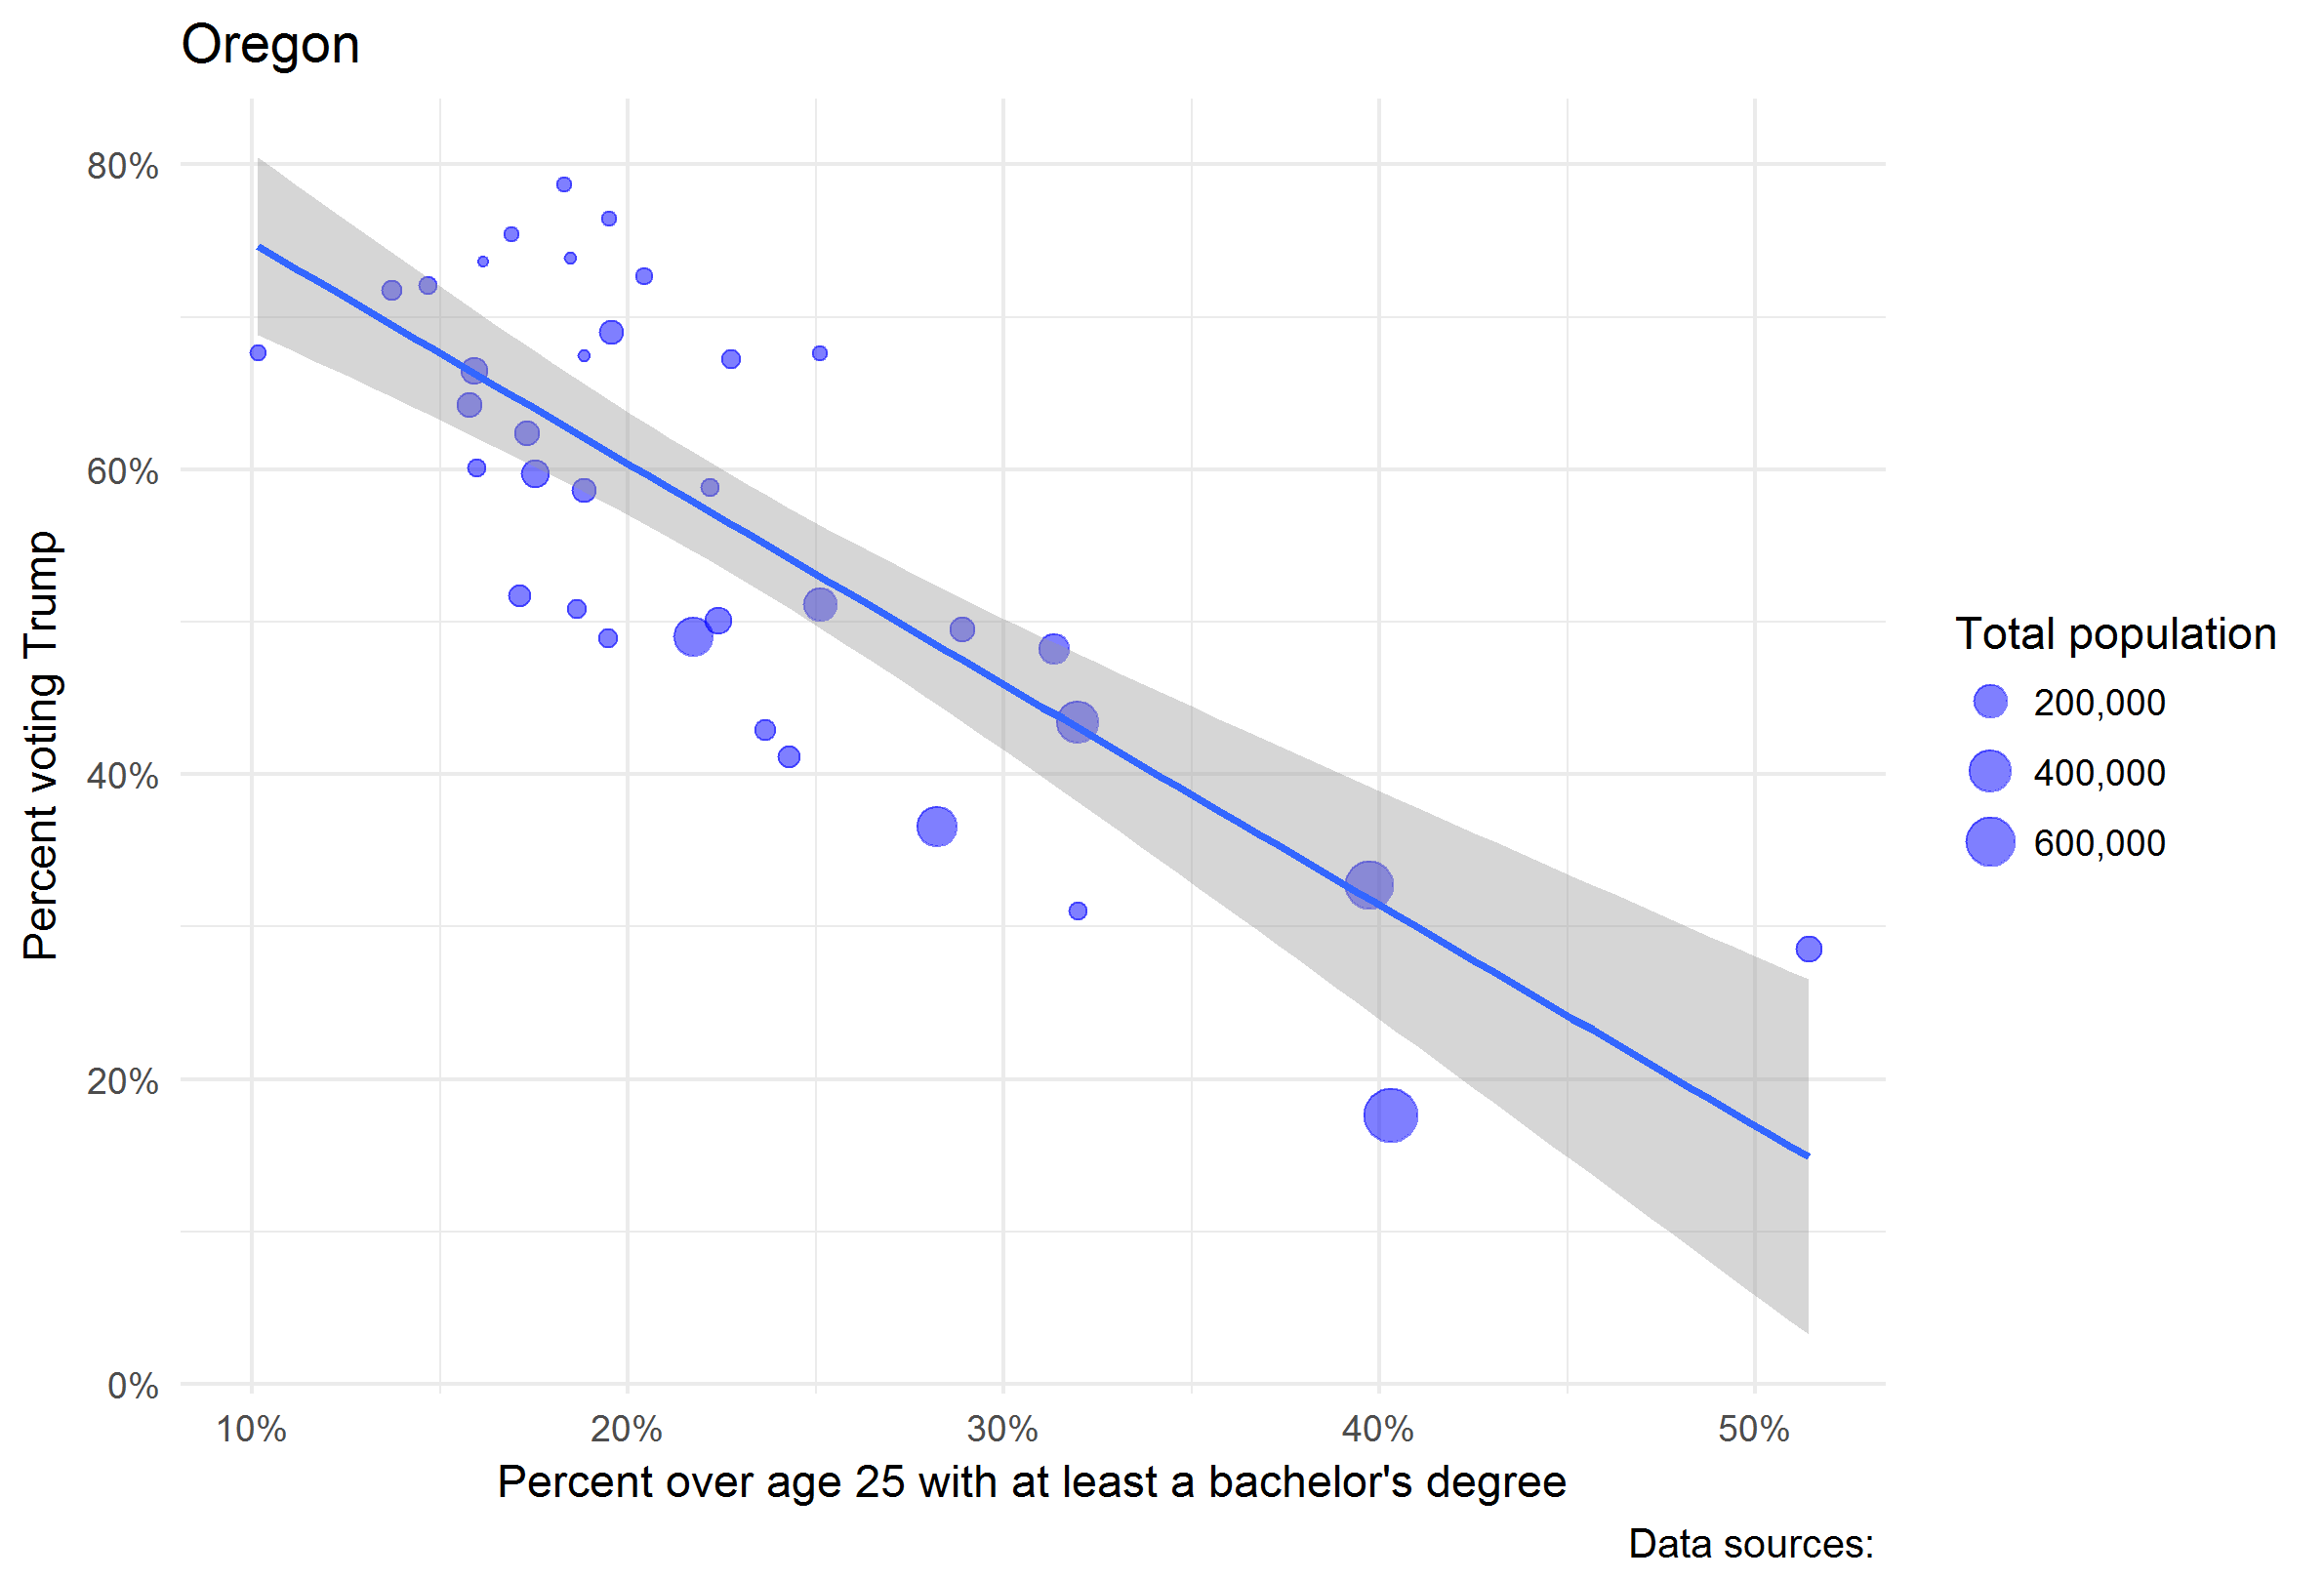 Oregon
80%
60%
40%
20%
0%
Percent voting Trump
10% 20% 30% 40% 50%
Percent over age 25 with at least a bachelor's degree
Total population
200,000
400,000
600,000
Data sources: